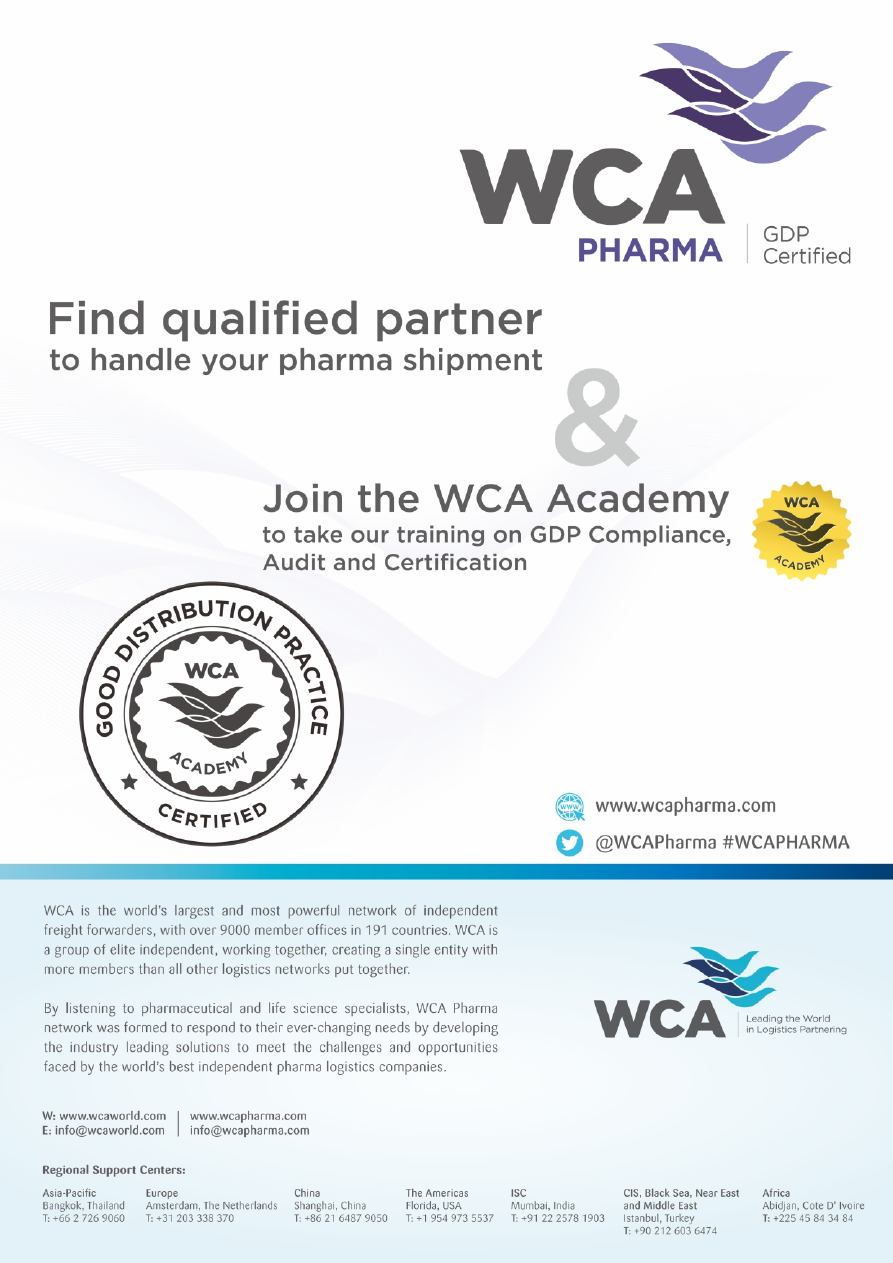 WCA
PHARMA
GDP
Certified
Find qualified partner
to handle your pharma shipment
&
Join the WCA Academy
to take our training on GDP Compliance,
Audit and Certification
WCA
ACADEMY
GOOD DISTRIBUTION PRACTICE
WCA
ACADEMY
CERTIFIED
www
www.wcapharma.com
@WCAPharma #WCAPHARMA
WCA is the world's largest and most powerful network of independent
freight forwarders, with over 9000 member offices in 191 countries. WCA is
a group of elite independent, working together, creating a single entity with
more members than all other logistics networks put together.
By listening to pharmaceutical and life science specialists, WCA Pharma
network was formed to respond to their ever-changing needs by developing
the industry leading solutions to meet the challenges and opportunities
faced by the world's best independent pharma logistics companies.
WCA
Leading the World
in Logistics Partnering
W: www.wcaworld.com | www.wcapharma.com
E: info@wcaworld.com | info@wcapharma.com
Regional Support Centers:
Asia-Pacific
Bangkok, Thailand
T: +66 2 726 9060
Europe
Amsterdam, The Netherlands
T: +31 203 338 370
China
Shanghai, China
T: +86 21 6487 9050
The Americas
Florida, USA
T: +1 954 973 5537
ISC
Mumbai, India
T: +91 22 2578 1903
CIS, Black Sea, Near East
and Middle East
Istanbul, Turkey
T: +90 212 603 6474
Africa
Abidjan, Cote D' Ivoire
T: +225 45 84 34 84